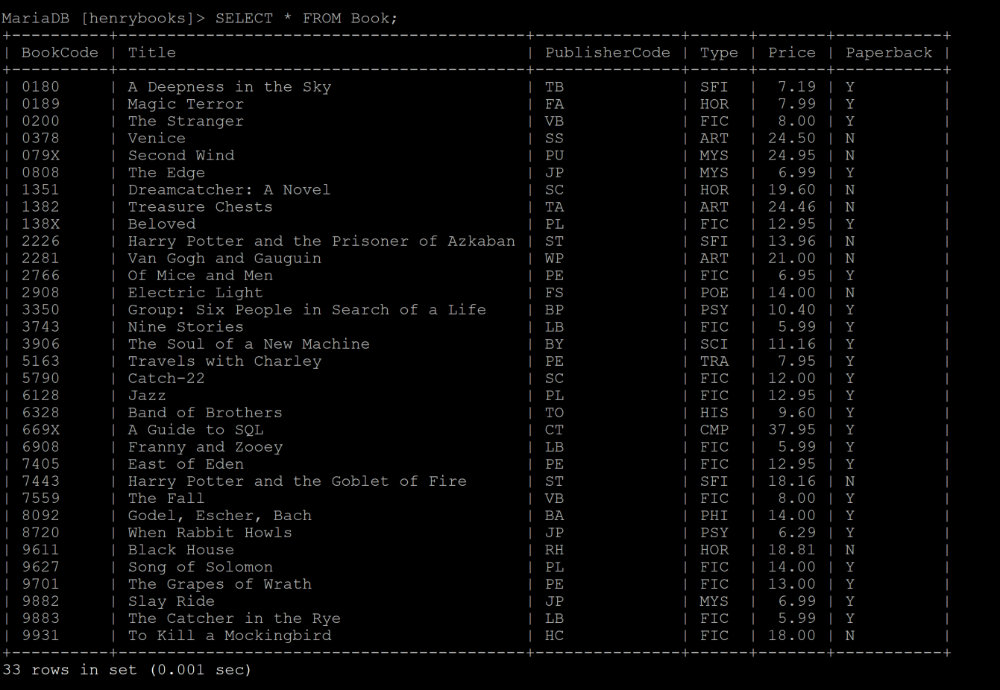 MariaDB [henrybooks]> SELECT * FROM Book;
+----------+------------------------------------------+---------------+------+-------+-----------+
| BookCode | Title                                    | PublisherCode | Type | Price | Paperback |
+----------+------------------------------------------+---------------+------+-------+-----------+
| 0180     | A Deepness in the Sky                    | TB            | SFI  |  7.19 | Y         |
| 0189     | Magic Terror                             | FA            | HOR  |  7.99 | Y         |
| 0200     | The Stranger                             | VB            | FIC  |  8.00 | Y         |
| 0378     | Venice                                   | SS            | ART  | 24.50 | N         |
| 079X     | Second Wind                              | PU            | MYS  | 24.95 | N         |
| 0808     | The Edge                                 | JP            | MYS  |  6.99 | Y         |
| 1351     | Dreamcatcher: A Novel                    | SC            | HOR  | 19.60 | N         |
| 1382     | Treasure Chests                          | TA            | ART  | 24.46 | N         |
| 138X     | Beloved                                  | PL            | FIC  | 12.95 | Y         |
| 2226     | Harry Potter and the Prisoner of Azkaban | ST            | SFI  | 13.96 | N         |
| 2281     | Van Gogh and Gauguin                     | WP            | ART  | 21.00 | N         |
| 2766     | Of Mice and Men                          | PE            | FIC  |  6.95 | Y         |
| 2908     | Electric Light                           | FS            | POE  | 14.00 | N         |
| 3350     | Group: Six People in Search of a Life    | BP            | PSY  | 10.40 | Y         |
| 3743     | Nine Stories                             | LB            | FIC  |  5.99 | Y         |
| 3906     | The Soul of a New Machine                | BY            | SCI  | 11.16 | Y         |
| 5163     | Travels with Charley                     | PE            | TRA  |  7.95 | Y         |
| 5790     | Catch-22                                 | SC            | FIC  | 12.00 | Y         |
| 6128     | Jazz                                     | PL            | FIC  | 12.95 | Y         |
| 6328     | Band of Brothers                         | TO            | HIS  |  9.60 | Y         |
| 669X     | A Guide to SQL                           | CT            | CMP  | 37.95 | Y         |
| 6908     | Franny and Zooey                         | LB            | FIC  |  5.99 | Y         |
| 7405     | East of Eden                             | PE            | FIC  | 12.95 | Y         |
| 7443     | Harry Potter and the Goblet of Fire      | ST            | SFI  | 18.16 | N         |
| 7559     | The Fall                                 | VB            | FIC  |  8.00 | Y         |
| 8092     | Godel, Escher, Bach                      | BA            | PHI  | 14.00 | Y         |
| 8720     | When Rabbit Howls                        | JP            | PSY  |  6.29 | Y         |
| 9611     | Black House                              | RH            | HOR  | 18.81 | N         |
| 9627     | Song of Solomon                          | PL            | FIC  | 14.00 | Y         |
| 9701     | The Grapes of Wrath                      | PE            | FIC  | 13.00 | Y         |
| 9882     | Slay Ride                                | JP            | MYS  |  6.99 | Y         |
| 9883     | The Catcher in the Rye                   | LB            | FIC  |  5.99 | Y         |
| 9931     | To Kill a Mockingbird                    | HC            | FIC  | 18.00 | N         |
+----------+------------------------------------------+---------------+------+-------+-----------+
33 rows in set (0.001 sec)